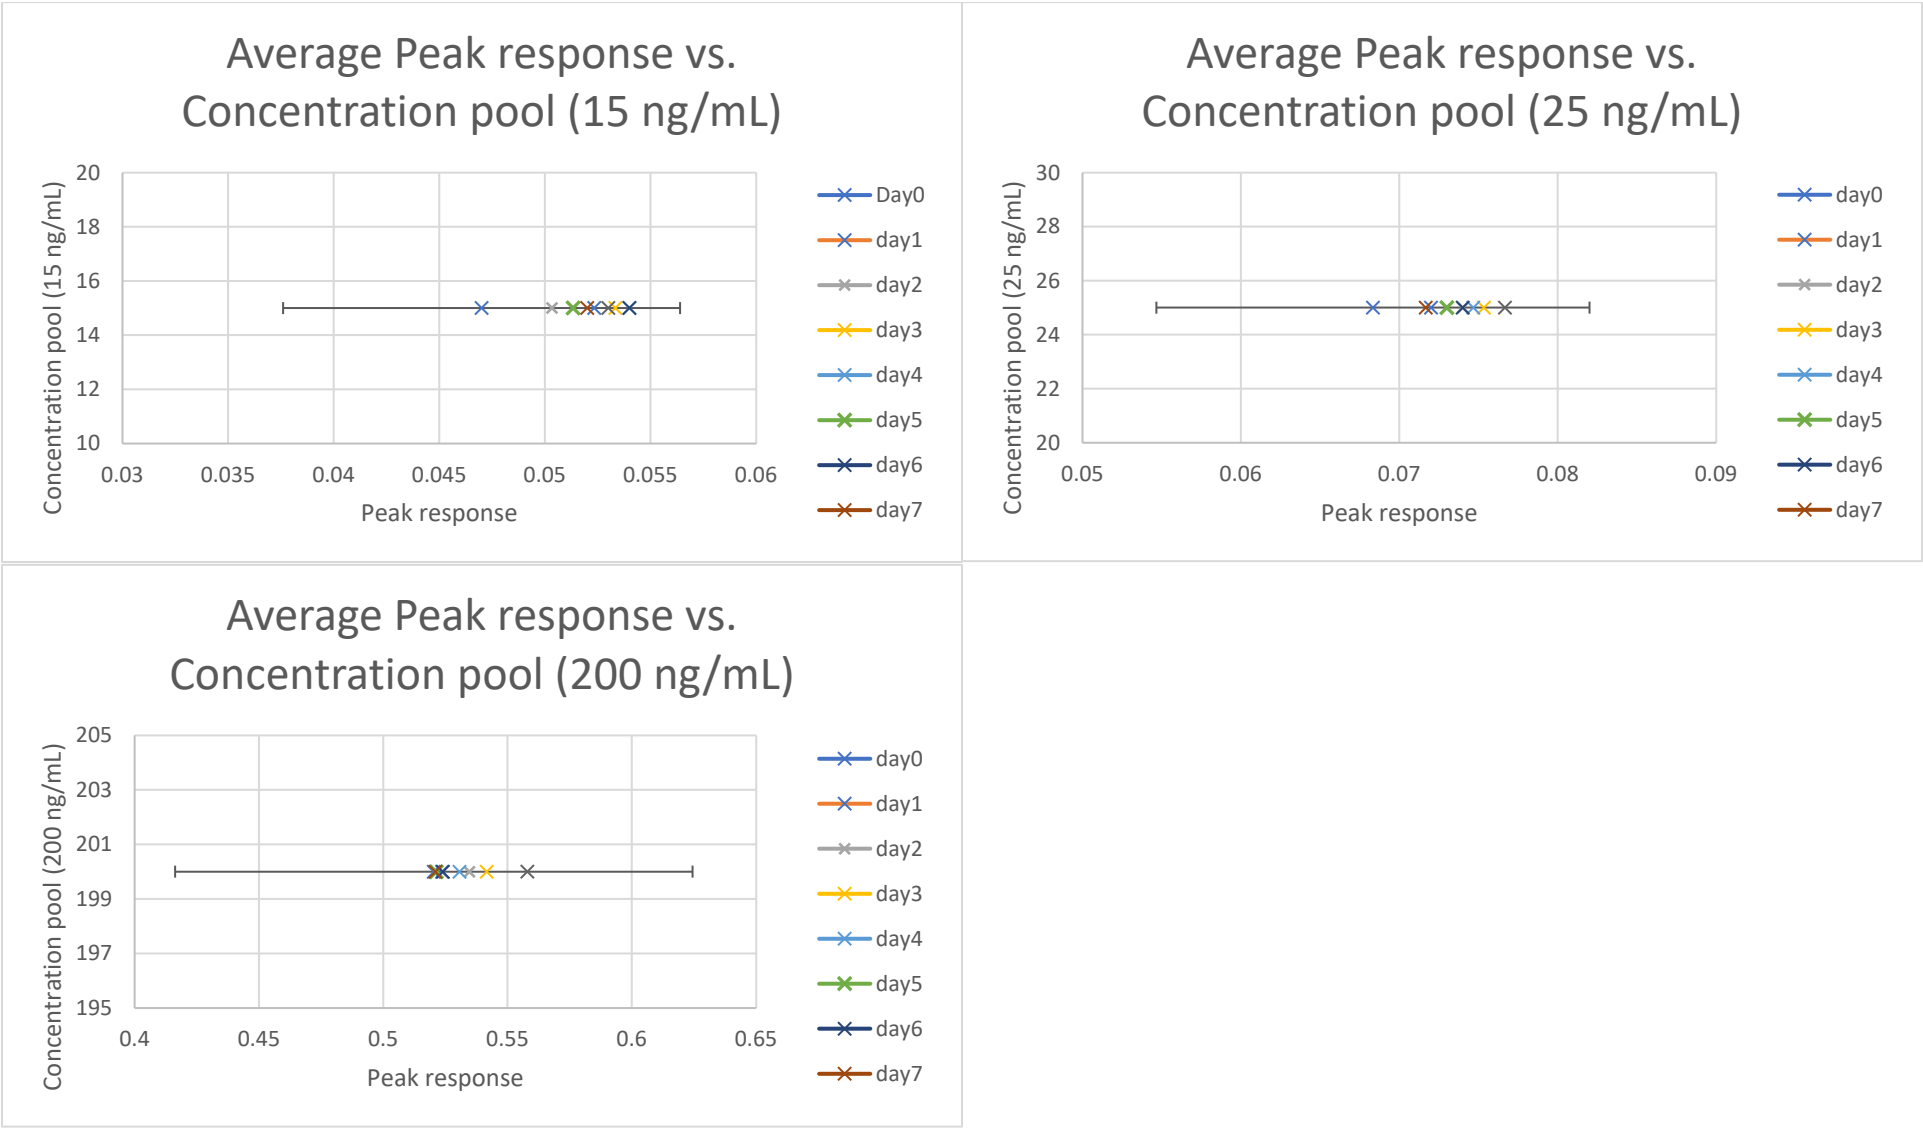 Average Peak response vs.
Concentration pool (15 ng/mL)
Concentration pool (15 ng/mL)
20
18
16
14
12
10
0.03 0.035 0.04 0.045 0.05 0.055 0.06
Peak response
Day0
day1
day2
day3
day4
day5
day6
day7
Average Peak response vs.
Concentration pool (25 ng/mL)
Concentration pool (25 ng/mL)
30
28
26
24
22
20
0.05 0.06 0.07 0.08 0.09
Peak response
day0
day1
day2
day3
day4
day5
day6
day7
Average Peak response vs.
Concentration pool (200 ng/mL)
Concentration pool (200 ng/mL)
205
203
201
199
197
195
0.4 0.45 0.5 0.55 0.6 0.65
Peak response
day0
day1
day2
day3
day4
day5
day6
day7